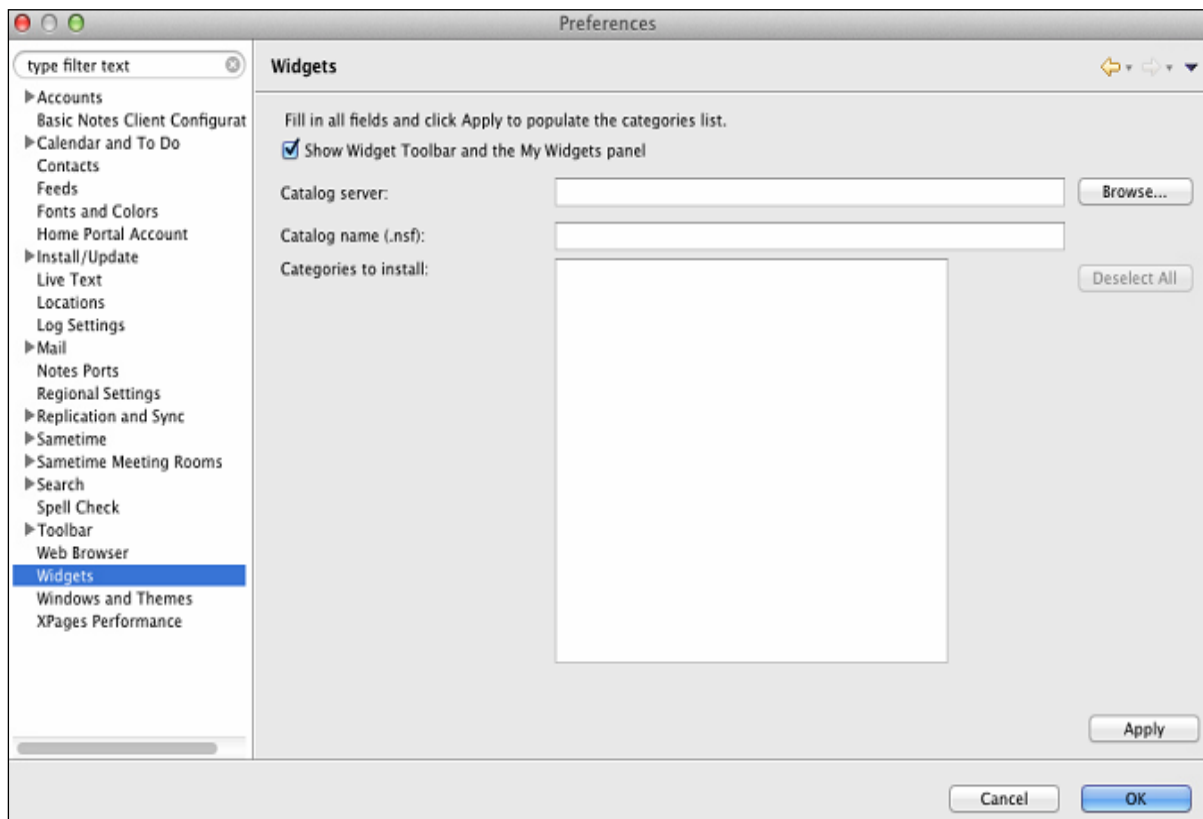 Preferences
type filter text
Accounts
Basic Notes Client Configurat
Calendar and To Do
Contacts
Feeds
Fonts and Colors
Home Portal Account
Install/Update
Live Text
Locations
Log Settings
Mail
Notes Ports
Regional Settings
Replication and Sync
Sametime
Sametime Meeting Rooms
Search
Spell Check
Toolbar
Web Browser
Widgets
Windows and Themes
XPages Performance
Widgets
Fill in all fields and click Apply to populate the categories list.
Show Widget Toolbar and the My Widgets panel
Catalog server:
Browse...
Catalog name (.nsf):
Categories to install:
Deselect All
Apply
Cancel
OK